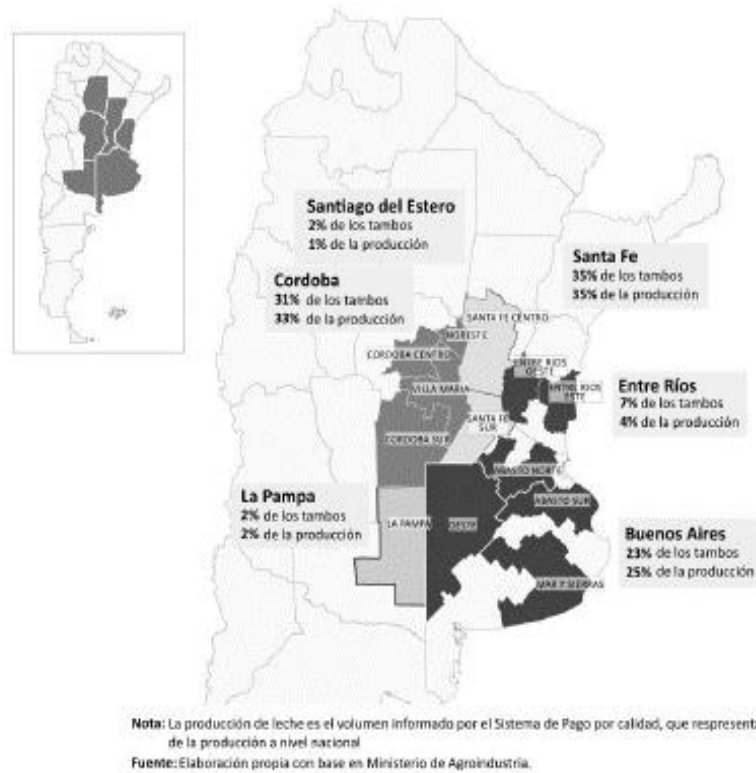 Santiago del Estero
2% de los tambos
1% de la producción
Santa Fe
35% de los tambos
35% de la producción
Cordoba
31% de los tambos
33% de la producción
SANTA FE CENTRO
NORESTE
CORDOBA CENTRO
ENTRE RIOS
OESTE
VILLA MARIA
ENTRE RIOS
ESTE
Entre Ríos
7% de los tambos
4% de la producción
SANTA FE
SUR
CORDOBA SUR
ABASTO NORTE
La Pampa
2% de los tambos
2% de la producción
LA PAMPA
OESTE
ABASTO SUR
Buenos Aires
23% de los tambos
25% de la producción
MAR Y SIERRAS
Nota: La producción de leche es el volumen informado por el Sistema de Pago por calidad, que respresenta
de la producción a nivel nacional
Fuente: Elaboración propia con base en Ministerio de Agroindustria.